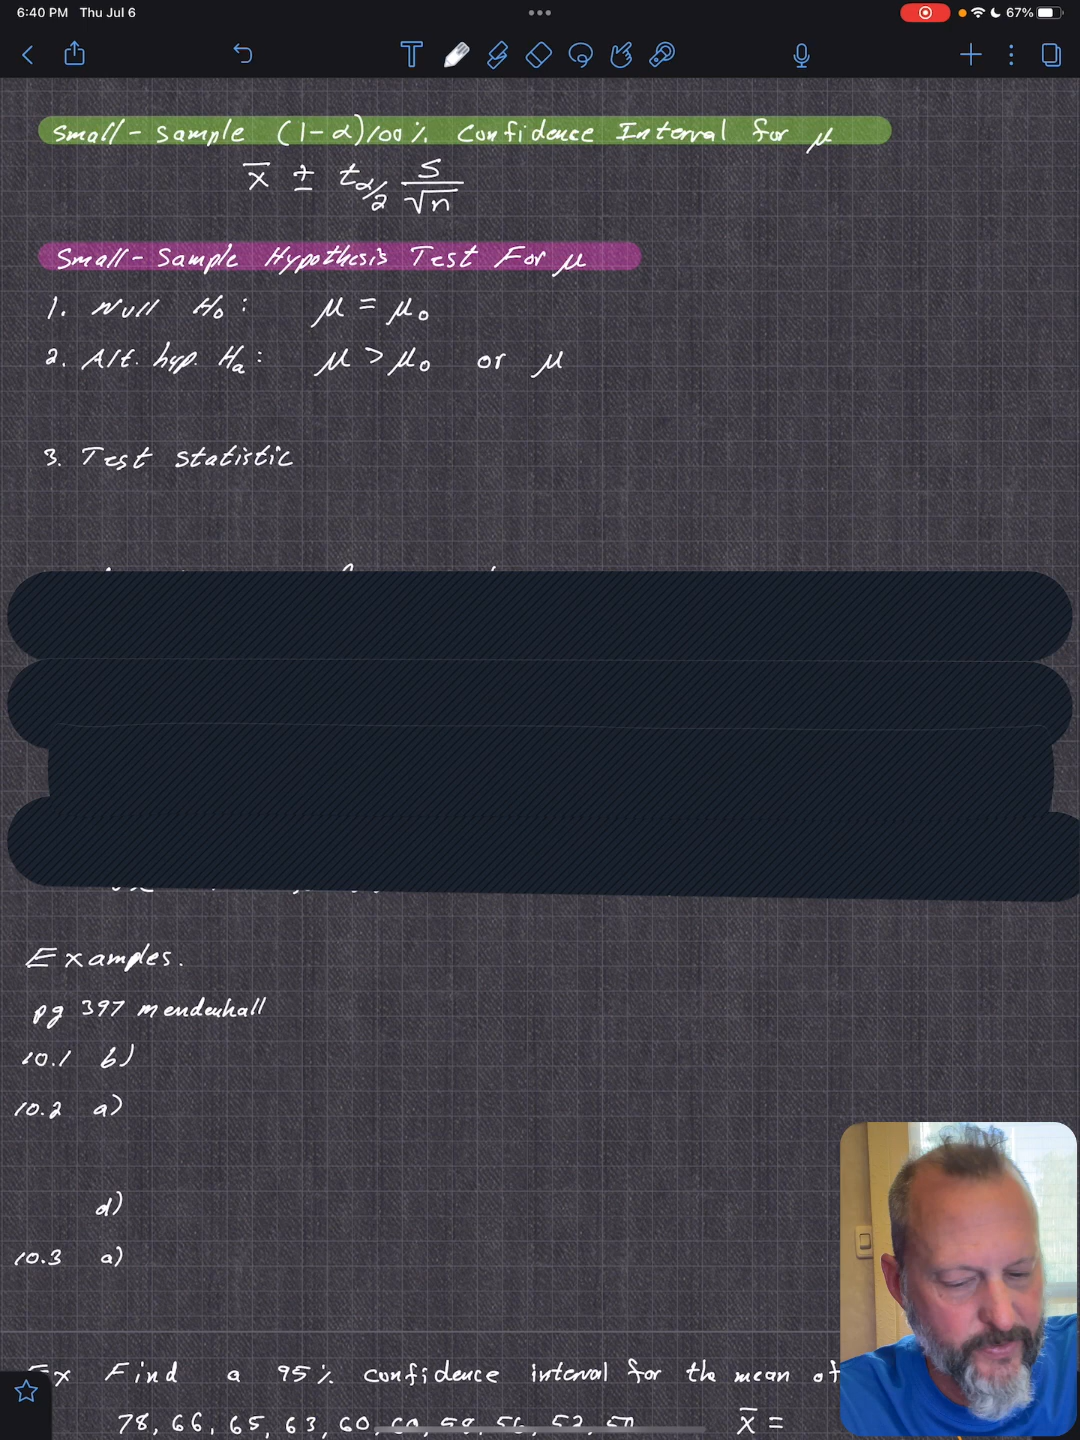 6:40 PM Thu Jul 6
67%
Small-Sample (1-α)100% Confidence Interval for μ
x̄ ± t_α/2 s/√n
Small-Sample Hypothesis Test For μ
1. Null H₀: μ = μ₀
2. Alt. hyp. Hₐ: μ > μ₀ or μ
3. Test statistic
Examples.
pg 397 Mendenhall
10.1 b)
10.2 a)
d)
10.3 a)
Ex Find a 95% confidence interval for the mean of
78, 66, 65, 63, 60, x̄ =